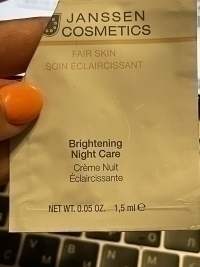 JANSSEN
COSMETICS
FAIR SKIN
SOIN ECLAIRCISSANT
Brightening
Night Care
Crème Nuit
Éclaircissante
NET WT. 0.05 OZ. 1,5 ml ℮